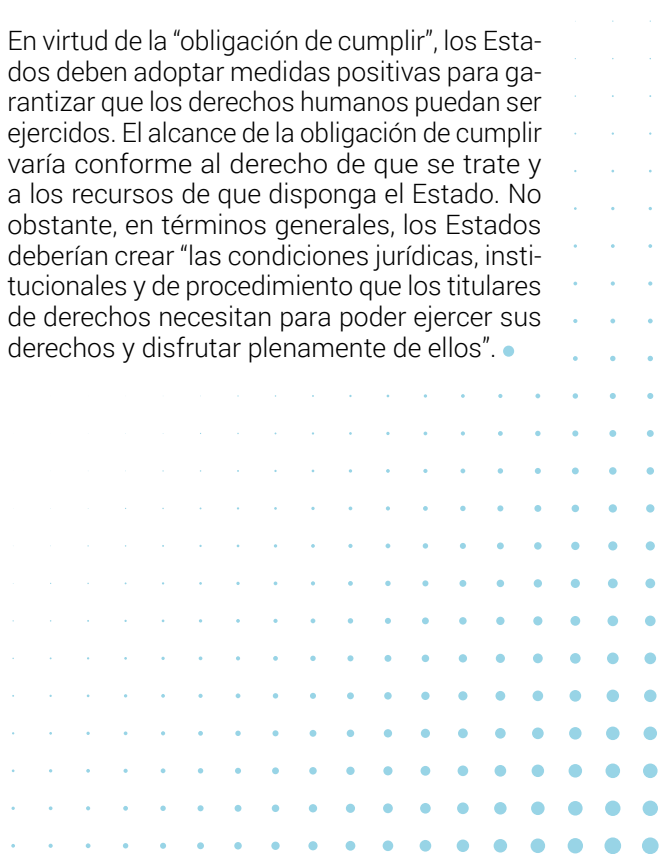 En virtud de la “obligación de cumplir”, los Esta-
dos deben adoptar medidas positivas para ga-
rantizar que los derechos humanos puedan ser
ejercidos. El alcance de la obligación de cumplir
varía conforme al derecho de que se trate y
a los recursos de que disponga el Estado. No
obstante, en términos generales, los Estados
deberían crear “las condiciones jurídicas, insti-
tucionales y de procedimiento que los titulares
de derechos necesitan para poder ejercer sus
derechos y disfrutar plenamente de ellos”.